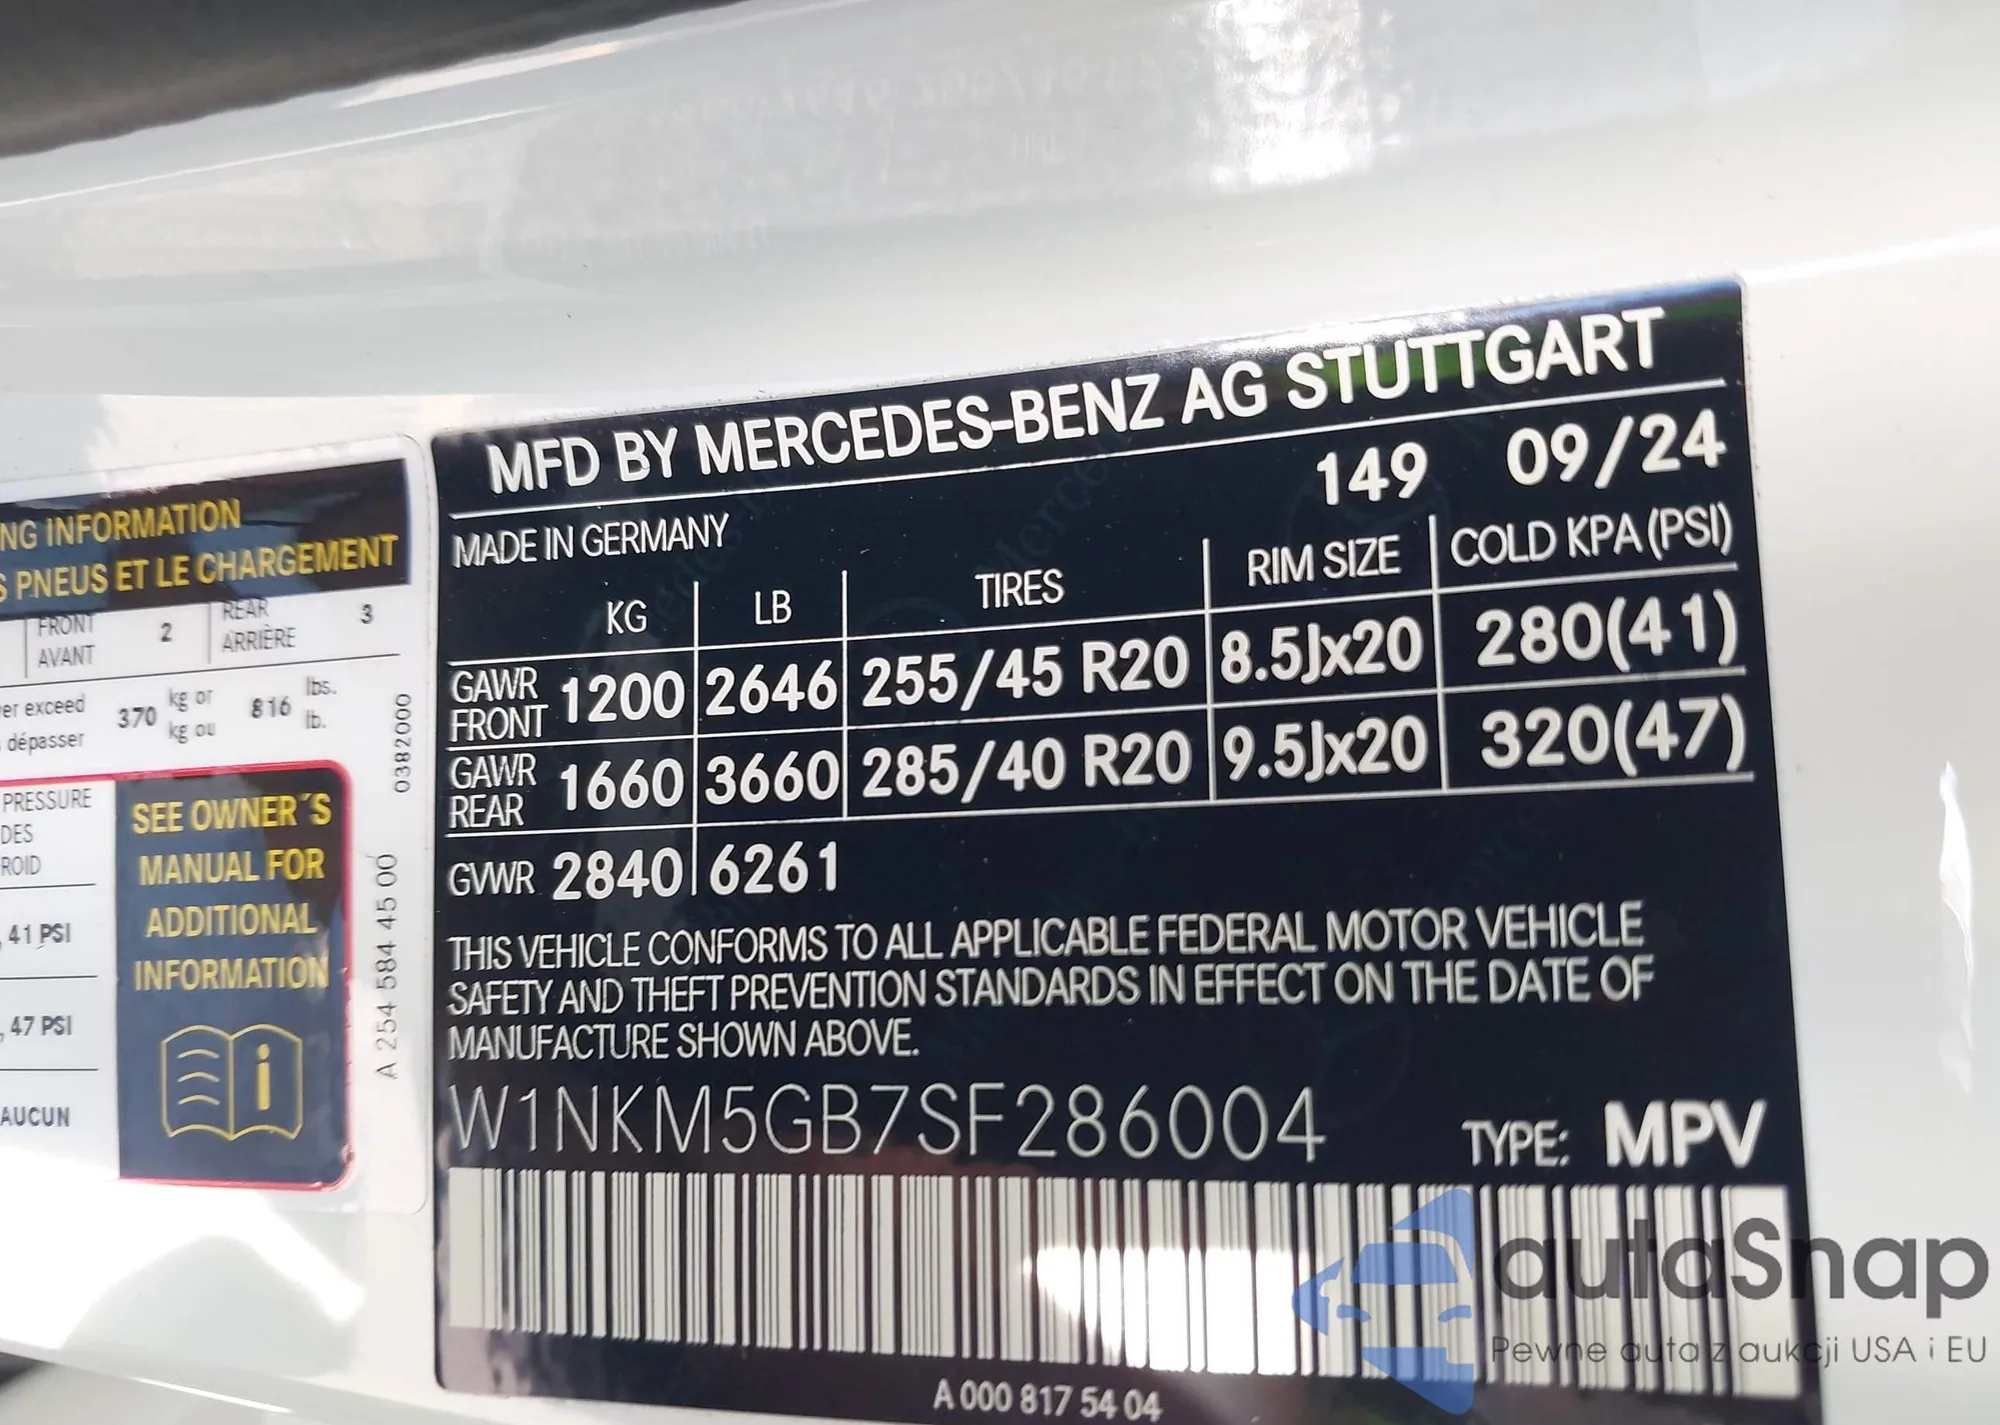 NG INFORMATION
S PNEUS ET LE CHARGEMENT
FRONT
AVANT
2
REAR
ARRIÈRE
3
er exceed
dépasser
370
kg or
kg ou
816
lbs.
lb.
PRESSURE
DES
ROID
, 41 PSI
, 47 PSI
AUCUN
SEE OWNER´S
MANUAL FOR
ADDITIONAL
INFORMATION
0382000
A 254 584 45 00
MFD BY MERCEDES-BENZ AG STUTTGART
149 09/24
MADE IN GERMANY
KG LB TIRES RIM SIZE COLD KPA(PSI)
GAWR FRONT 1200 2646 255/45 R20 8.5Jx20 280(41)
GAWR REAR 1660 3660 285/40 R20 9.5Jx20 320(47)
GVWR 2840 6261
THIS VEHICLE CONFORMS TO ALL APPLICABLE FEDERAL MOTOR VEHICLE
SAFETY AND THEFT PREVENTION STANDARDS IN EFFECT ON THE DATE OF
MANUFACTURE SHOWN ABOVE.
W1NKM5GB7SF286004 TYPE: MPV
A 000 817 54 04
autaSnap
Pewne auta z aukcji USA i EU